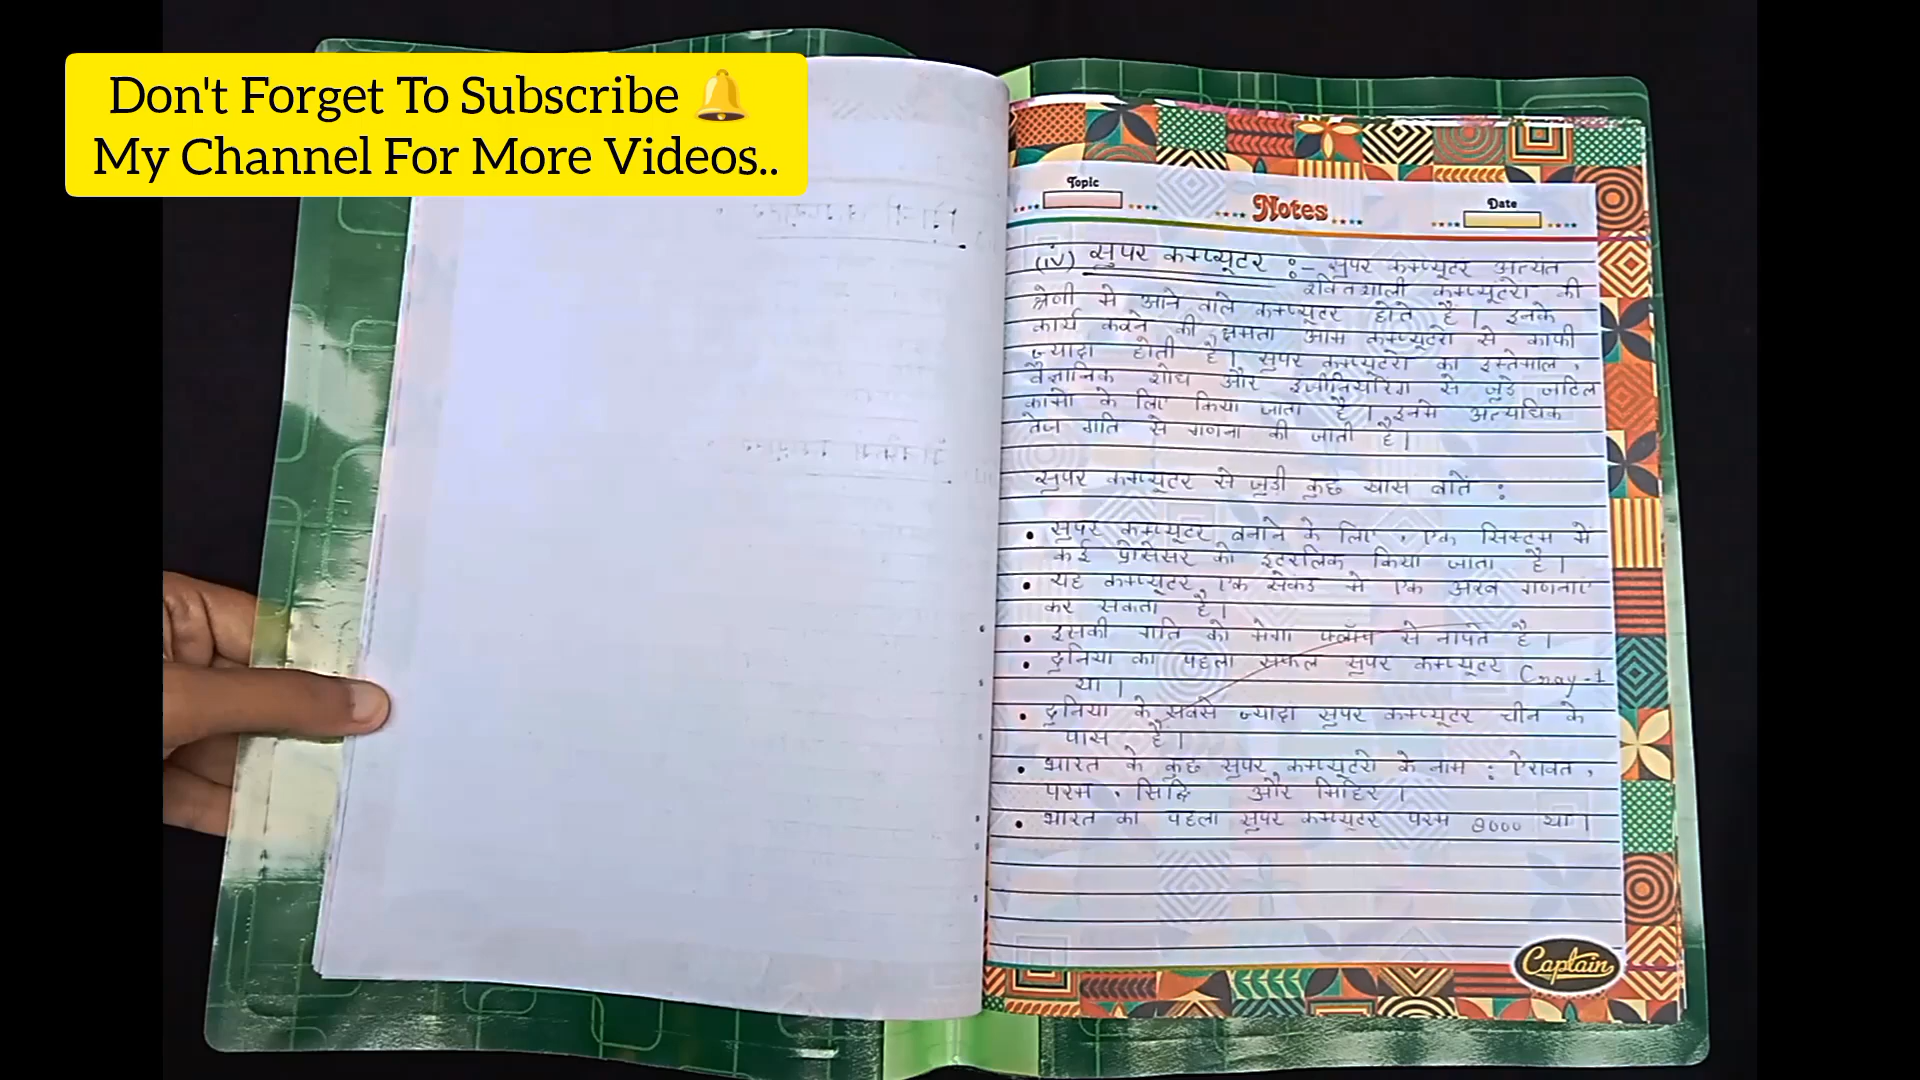 Don't Forget To Subscribe 🔔
My Channel For More Videos..
Topic
Notes
Date
(iv) सुपर कम्प्यूटर :- सुपर कम्प्यूटर अत्यंत
शक्तिशाली कम्प्यूटरो की
श्रेणी मे आने वाले कम्प्यूटर होते हैं। इनके
कार्य करने की क्षमता आम कम्प्यूटरो से काफी
ज्यादा होती है। सुपर कम्प्यूटरो का इस्तेमाल,
वैज्ञानिक शोध और इंजीनियरिंग से जुड़े जटिल
कामो के लिए किया जाता है। इनमे अत्यधिक
तेज गति से गणना की जाती है।
सुपर कम्प्यूटर से जुड़ी कुछ खास बातें :
• सुपर कम्प्यूटर बनाने के लिए, एक सिस्टम में
कई प्रोसेसर को इंटरलिंक किया जाता है।
• यह कम्प्यूटर एक सेकंड मे एक अरब गणनाए
कर सकता है।
• इसकी गति को मेगा फ्लॉप से नापते है।
• दुनिया का पहला सफल सुपर कम्प्यूटर Cray-1
था।
• दुनिया के सबसे ज्यादा सुपर कम्प्यूटर चीन के
पास है।
• भारत के कुछ सुपर कम्प्यूटरो के नाम : ऐरावत,
परम, सिद्धि और मिहिर।
• भारत का पहला सुपर कम्प्यूटर परम 8000 था।
Captain